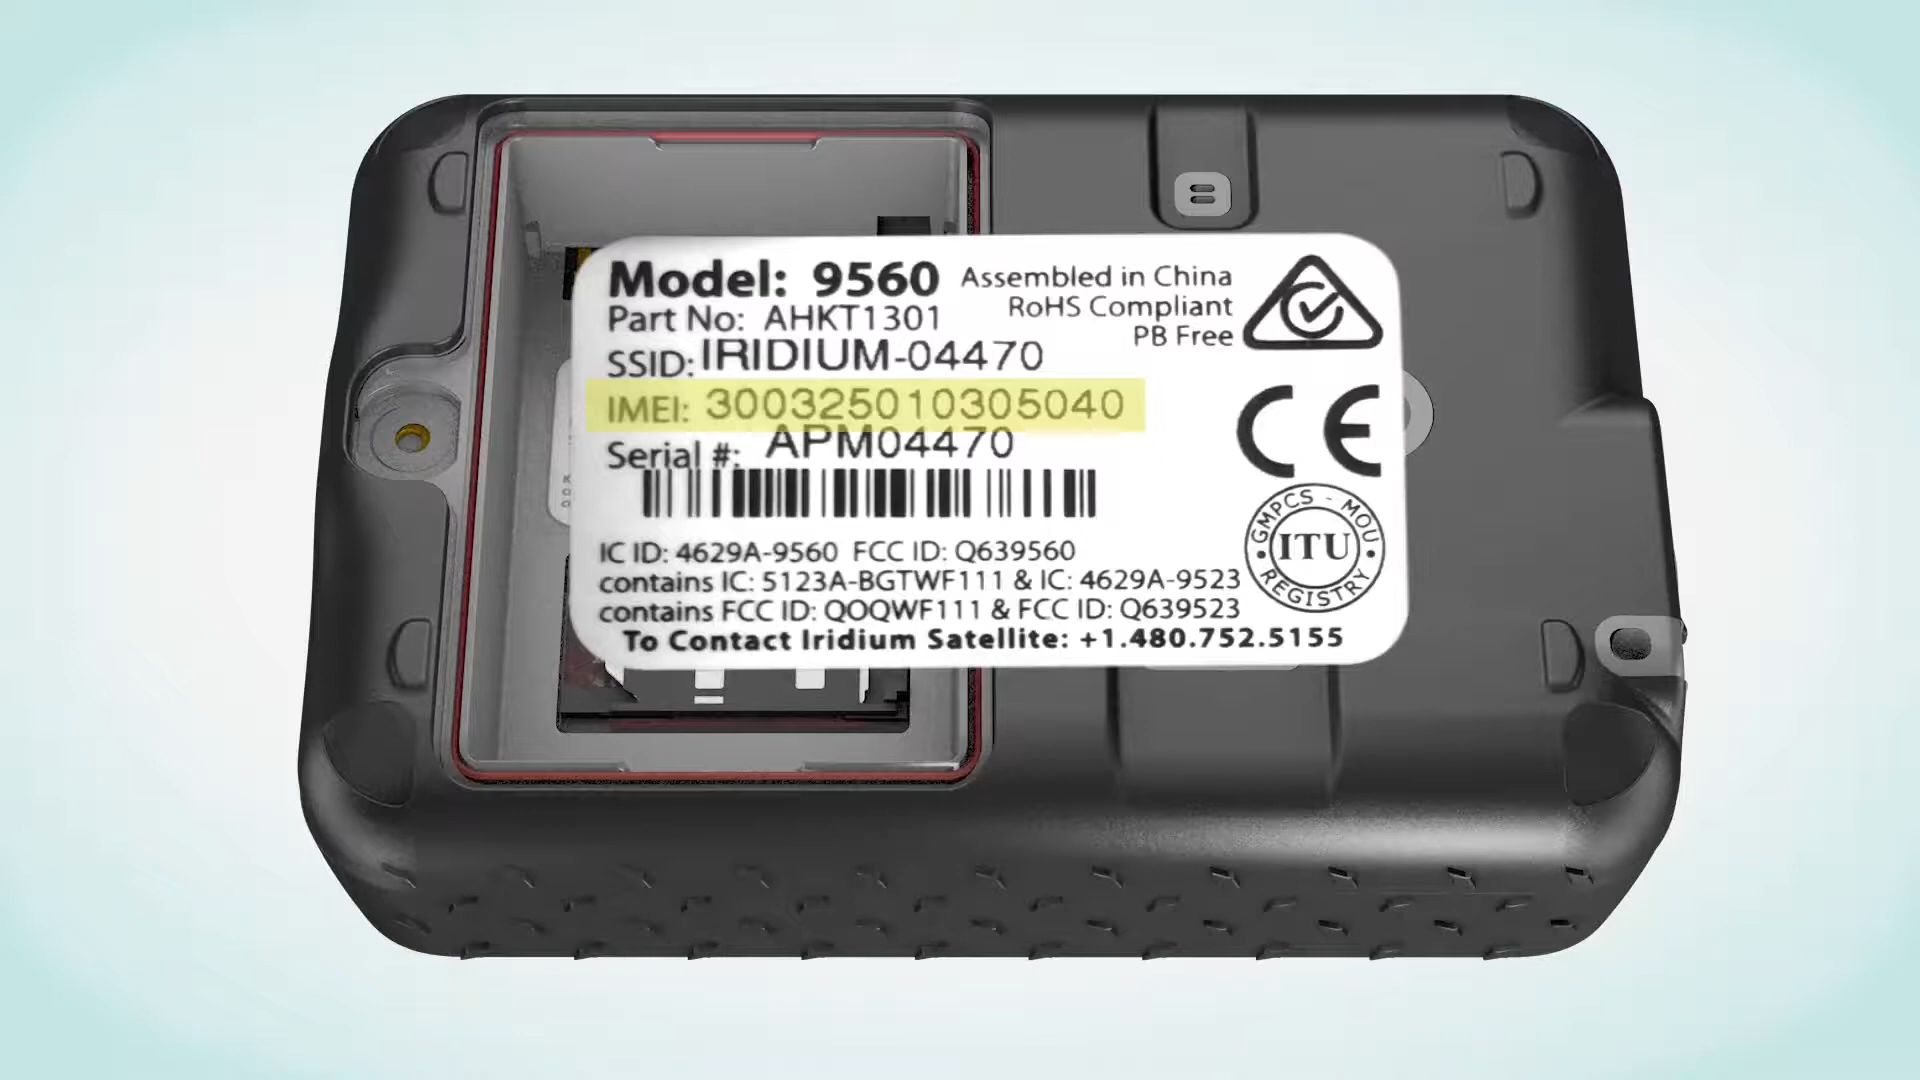 Model: 9560
Assembled in China
Part No: AHKT1301
RoHS Compliant
PB Free
SSID: IRIDIUM-04470
IMEI: 300325010305040
Serial #: APM04470
CE
GMPCS - MOU
ITU
REGISTRY
IC ID: 4629A-9560 FCC ID: Q639560
contains IC: 5123A-BGTWF111 & IC: 4629A-9523
contains FCC ID: QOQWF111 & FCC ID: Q639523
To Contact Iridium Satellite: +1.480.752.5155